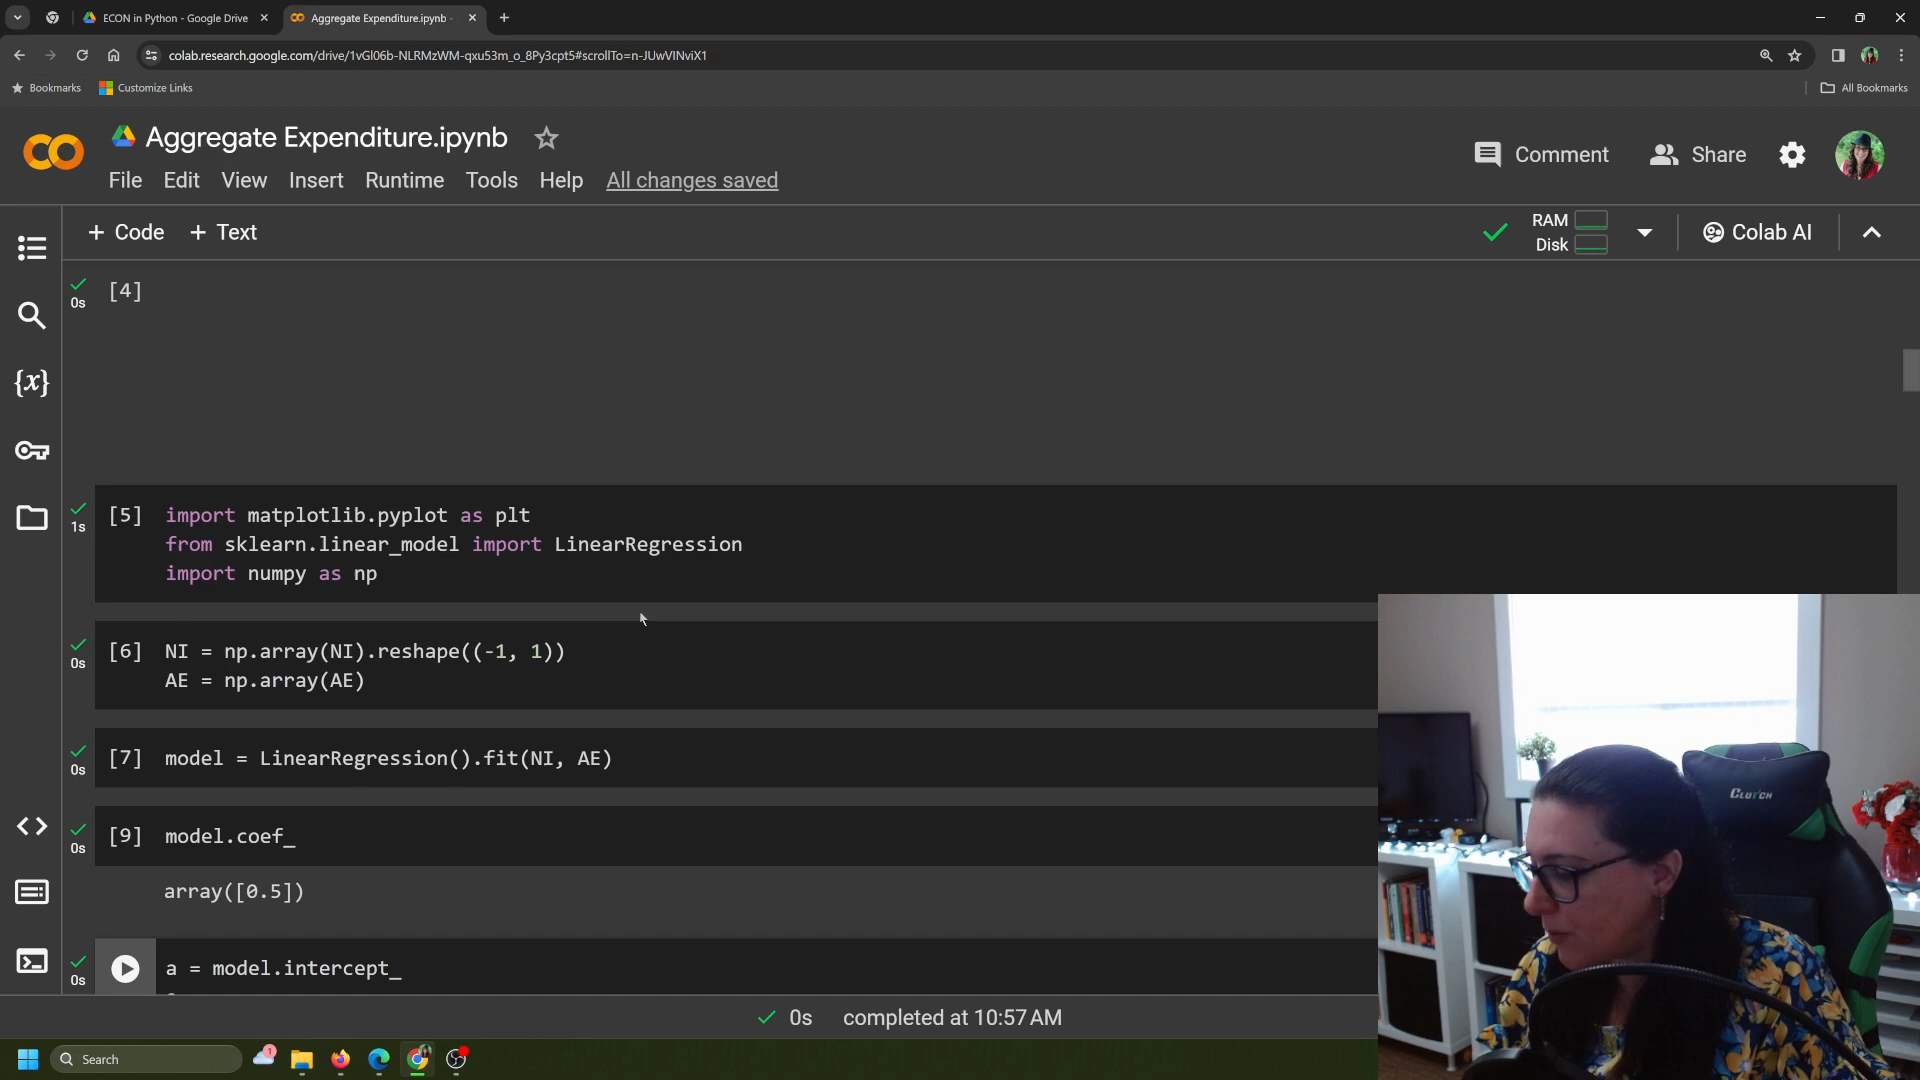 ECON in Python - Google Drive
Aggregate Expenditure.ipynb -
colab.research.google.com/drive/1vGl06b-NLRMzWM-qxu53m_o_8Py3cpt5#scrollTo=n-JUwVINviX1
Bookmarks
Customize Links
All Bookmarks
Aggregate Expenditure.ipynb
Comment
Share
File Edit View Insert Runtime Tools Help All changes saved
+ Code + Text
RAM
Disk
Colab AI
0s
[4]
1s
[5] import matplotlib.pyplot as plt
from sklearn.linear_model import LinearRegression
import numpy as np
0s
[6] NI = np.array(NI).reshape((-1, 1))
AE = np.array(AE)
0s
[7] model = LinearRegression().fit(NI, AE)
0s
[9] model.coef_
array([0.5])
0s
a = model.intercept_
0s completed at 10:57 AM
CLUTCH
Search
1